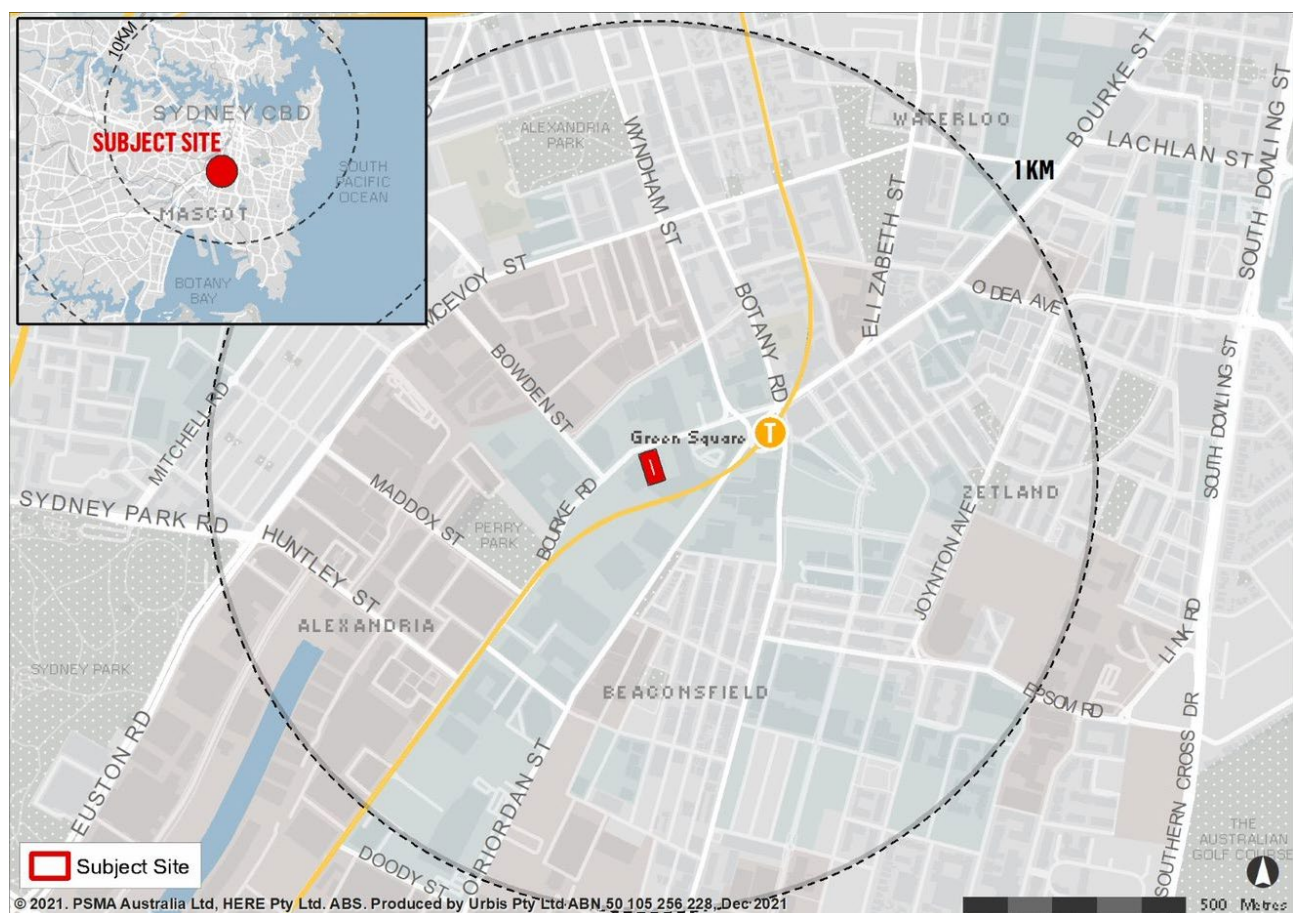 10KM
SYDNEY CBD
SUBJECT SITE
SOUTH
PACIFIC
OCEAN
MASCOT
BOTANY
BAY
ALEXANDRIA
PARK
WYNDHAM ST
WATERLOO
BOURKE ST
LACHLAN ST
SOUTH DOWLING ST
1KM
ELIZABETH ST
MCEVOY ST
BOTANY RD
O DEA AVE
BOWDEN ST
MITCHELL RD
SOUTH DOWLING ST
Green Square
T
MADDOX ST
SYDNEY PARK RD
BOURKE RD
PERRY
PARK
ZETLAND
JOYNTON AVE
HUNTLEY ST
ALEXANDRIA
LINK RD
SYDNEY PARK
BEACONSFIELD
EPSOM RD
EUSTON RD
O RIORDAN ST
SOUTHERN CROSS DR
THE
AUSTRALIAN
GOLF COURSE
DOODY ST
Subject Site
© 2021. PSMA Australia Ltd, HERE Pty Ltd. ABS. Produced by Urbis Pty Ltd ABN 50 105 256 228, Dec 2021
500 Metres